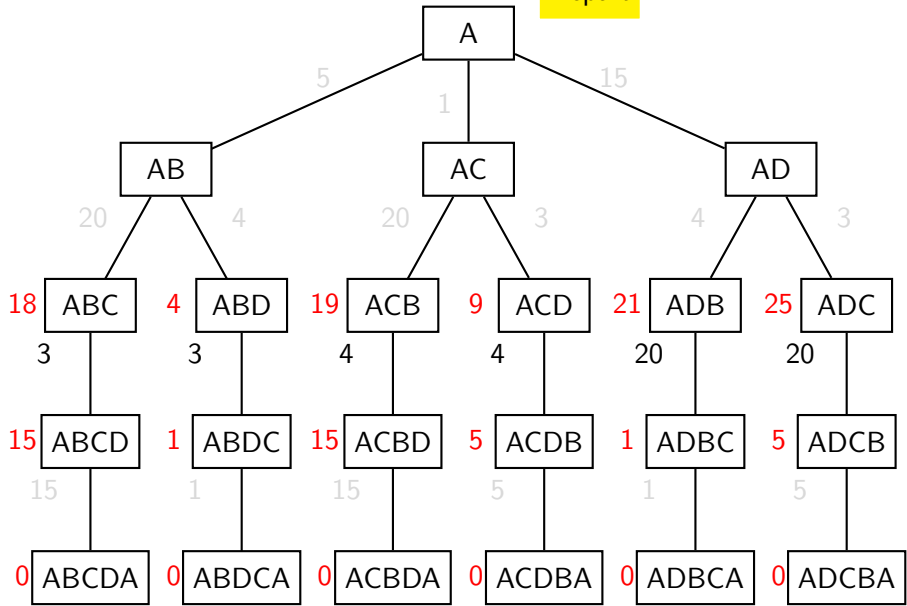 A
5 1 15
AB AC AD
20 4 20 3 4 3
18 ABC 4 ABD 19 ACB 9 ACD 21 ADB 25 ADC
3 3 4 4 20 20
15 ABCD 1 ABDC 15 ACBD 5 ACDB 1 ADBC 5 ADCB
15 1 15 5 1 5
0 ABCDA 0 ABDCA 0 ACBDA 0 ACDBA 0 ADBCA 0 ADCBA